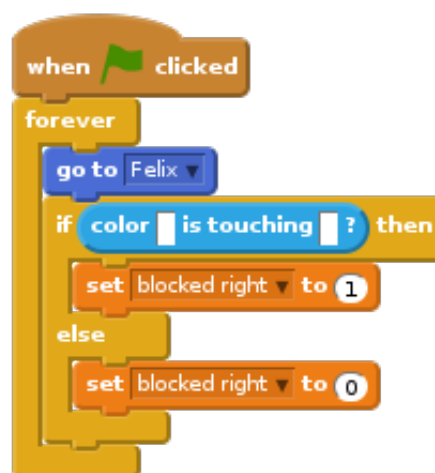 when clicked
forever
go to Felix
if color is touching ? then
set blocked right to 1
else
set blocked right to 0